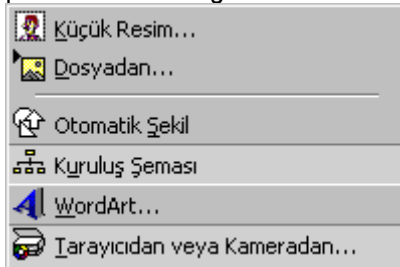 Küçük Resim...
Dosyadan...
Otomatik Şekil
Kuruluş Şeması
WordArt...
Tarayıcıdan veya Kameradan...